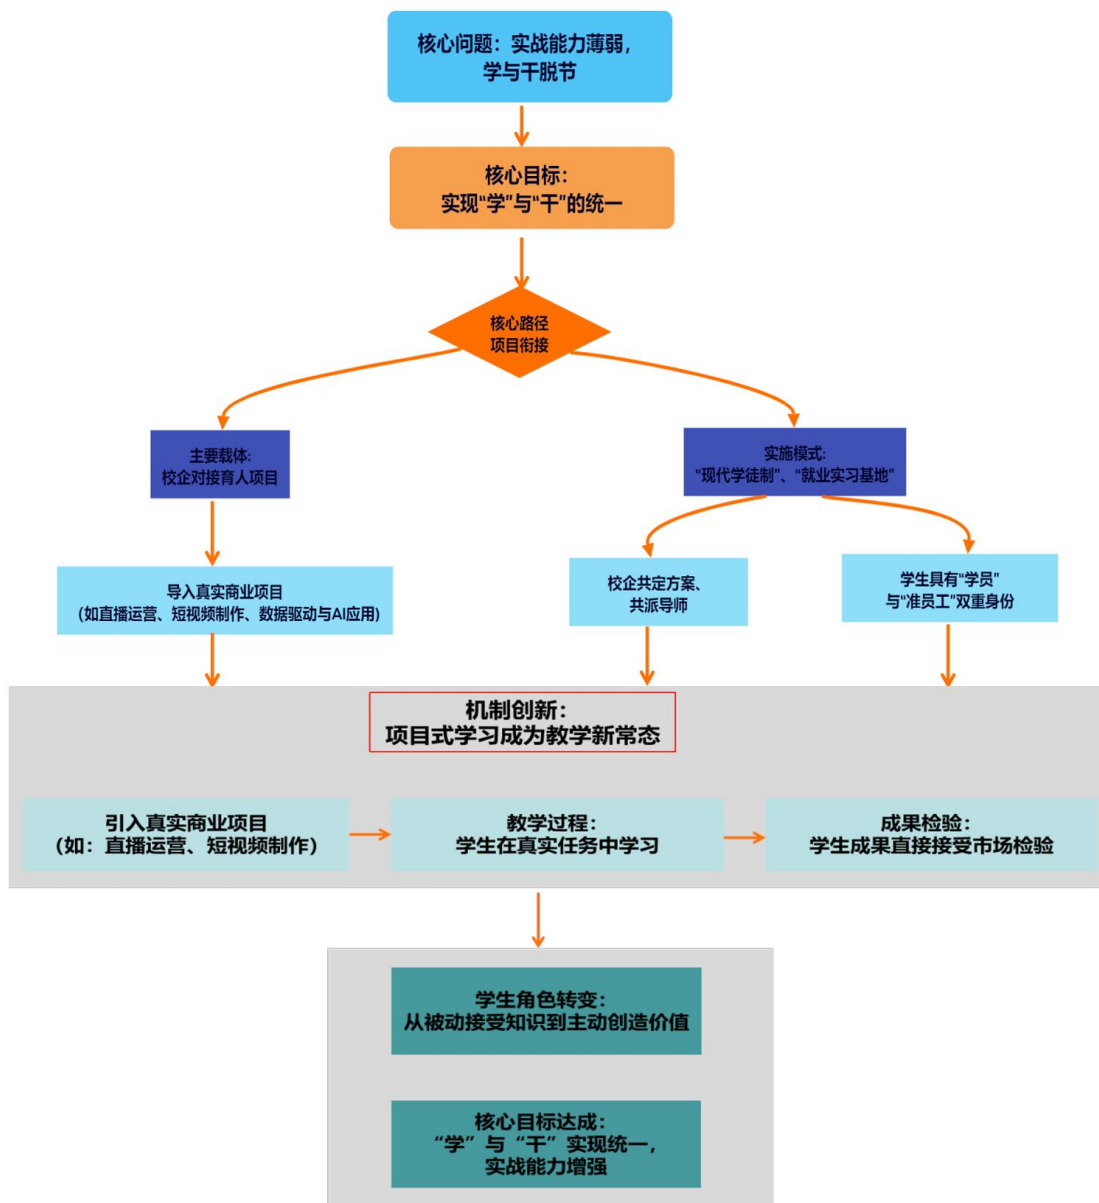 核心问题：实战能力薄弱，
学与干脱节
核心目标：
实现“学”与“干”的统一
核心路径
项目衔接
主要载体:
校企对接育人项目
实施模式:
“现代学徒制”、“就业实习基地”
导入真实商业项目
（如直播运营、短视频制作、数据驱动与AI应用)
校企共定方案、
共派导师
学生具有“学员”
与“准员工”双重身份
机制创新：
项目式学习成为教学新常态
引入真实商业项目
（如：直播运营、短视频制作）
教学过程：
学生在真实任务中学习
成果检验：
学生成果直接接受市场检验
学生角色转变：
从被动接受知识到主动创造价值
核心目标达成：
“学”与“干”实现统一，
实战能力增强